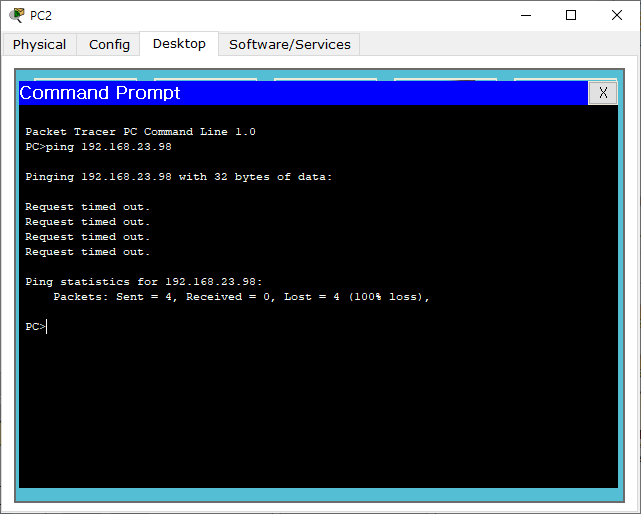 PC2
Physical Config Desktop Software/Services
Command Prompt X
Packet Tracer PC Command Line 1.0
PC>ping 192.168.23.98
Pinging 192.168.23.98 with 32 bytes of data:
Request timed out.
Request timed out.
Request timed out.
Request timed out.
Ping statistics for 192.168.23.98:
    Packets: Sent = 4, Received = 0, Lost = 4 (100% loss),
PC>